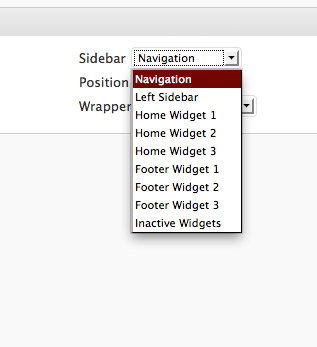 Sidebar Navigation
Position
Wrapper
Navigation
Left Sidebar
Home Widget 1
Home Widget 2
Home Widget 3
Footer Widget 1
Footer Widget 2
Footer Widget 3
Inactive Widgets